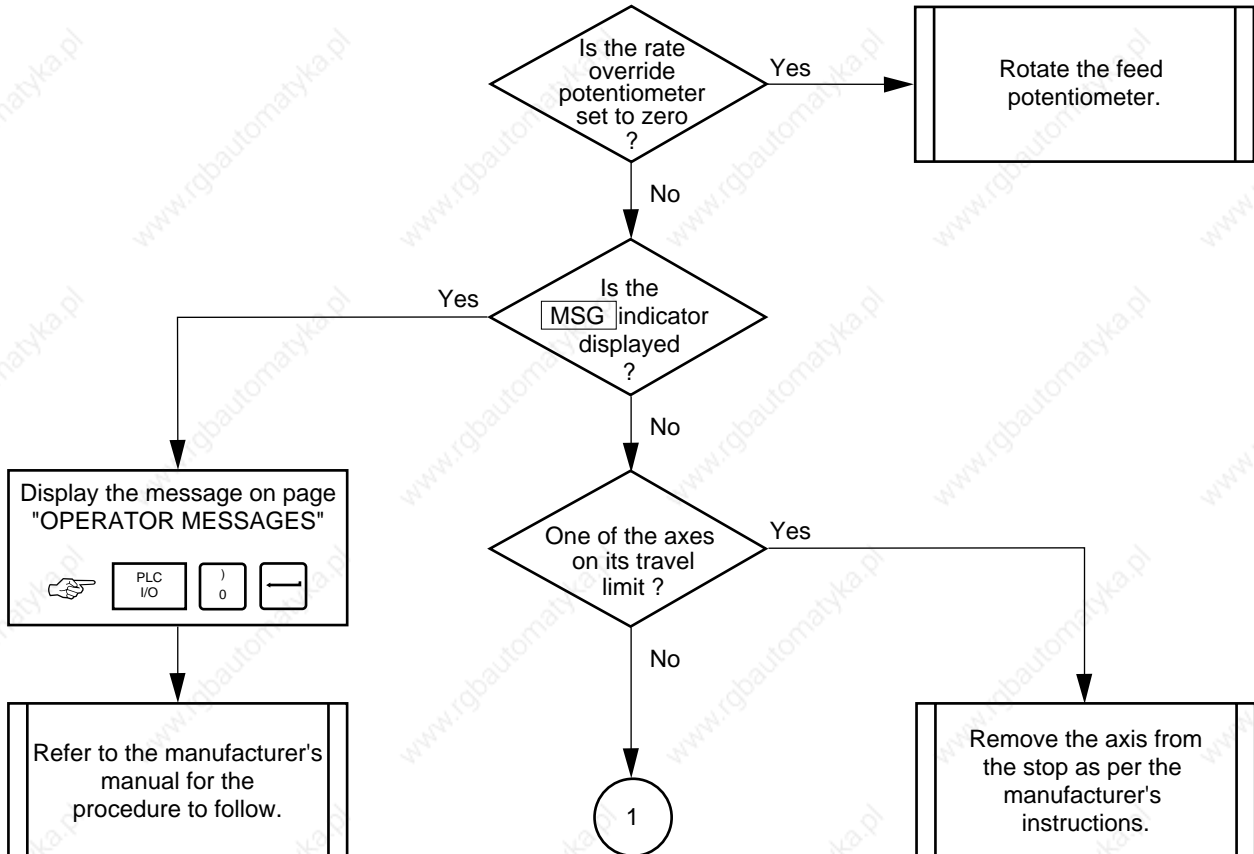 Is the rate
override
potentiometer
set to zero
?
Yes
Rotate the feed
potentiometer.
No
Is the
MSG indicator
displayed
?
Yes
No
Display the message on page
"OPERATOR MESSAGES"
PLC
I/O
)
0
One of the axes
on its travel
limit ?
Yes
No
Refer to the manufacturer's
manual for the
procedure to follow.
1
Remove the axis from
the stop as per the
manufacturer's
instructions.
www.rgbautomatyka.pl